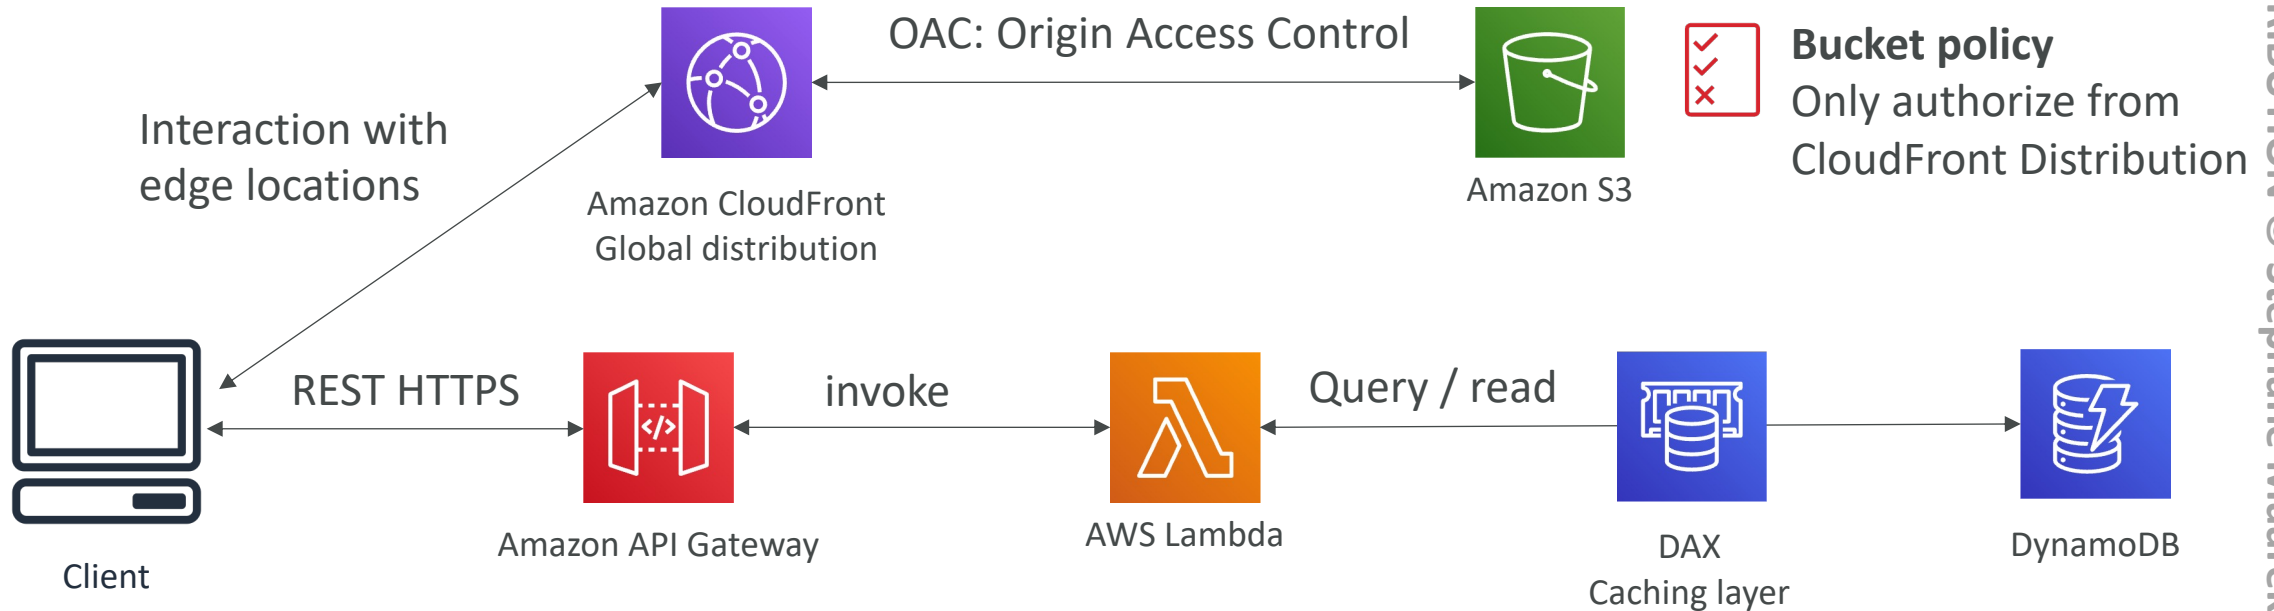 OAC: Origin Access Control
Bucket policy
Only authorize from
CloudFront Distribution
Interaction with
edge locations
Amazon CloudFront
Global distribution
Amazon S3
REST HTTPS
invoke
Query / read
</>
Client
Amazon API Gateway
AWS Lambda
DAX
Caching layer
DynamoDB
© Stephane